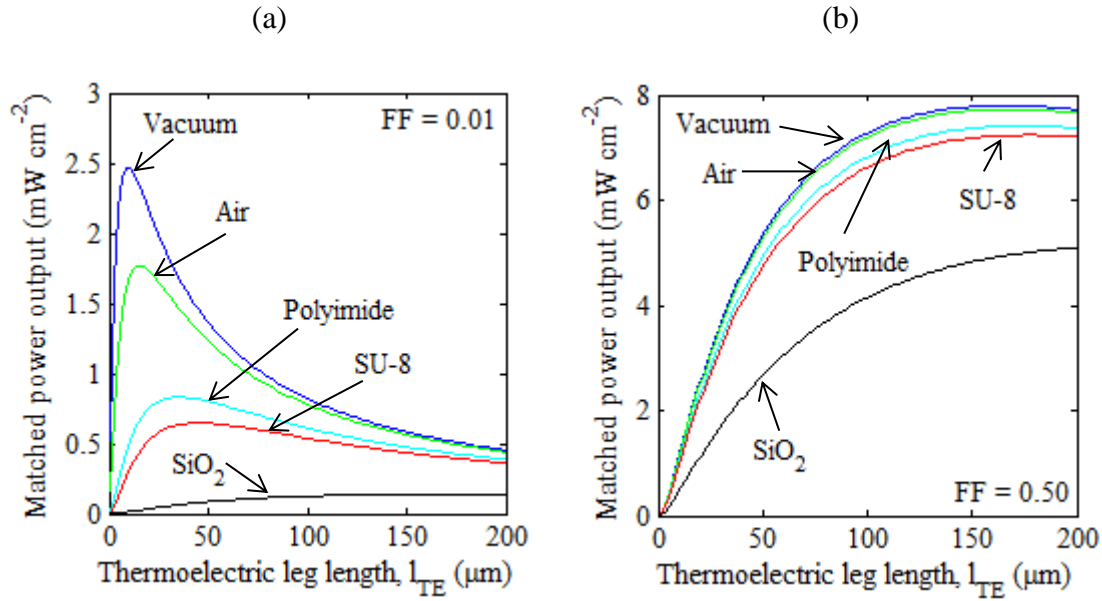 (a)
(b)
Matched power output (mW cm-2)
3
2.5
2
1.5
1
0.5
0
FF = 0.01
Vacuum
Air
Polyimide
SU-8
SiO2
0 50 100 150 200
Thermoelectric leg length, lTE (μm)
Matched power output (mW cm-2)
8
6
4
2
0
Vacuum
Air
SU-8
Polyimide
SiO2
FF = 0.50
0 50 100 150 200
Thermoelectric leg length, lTE (μm)